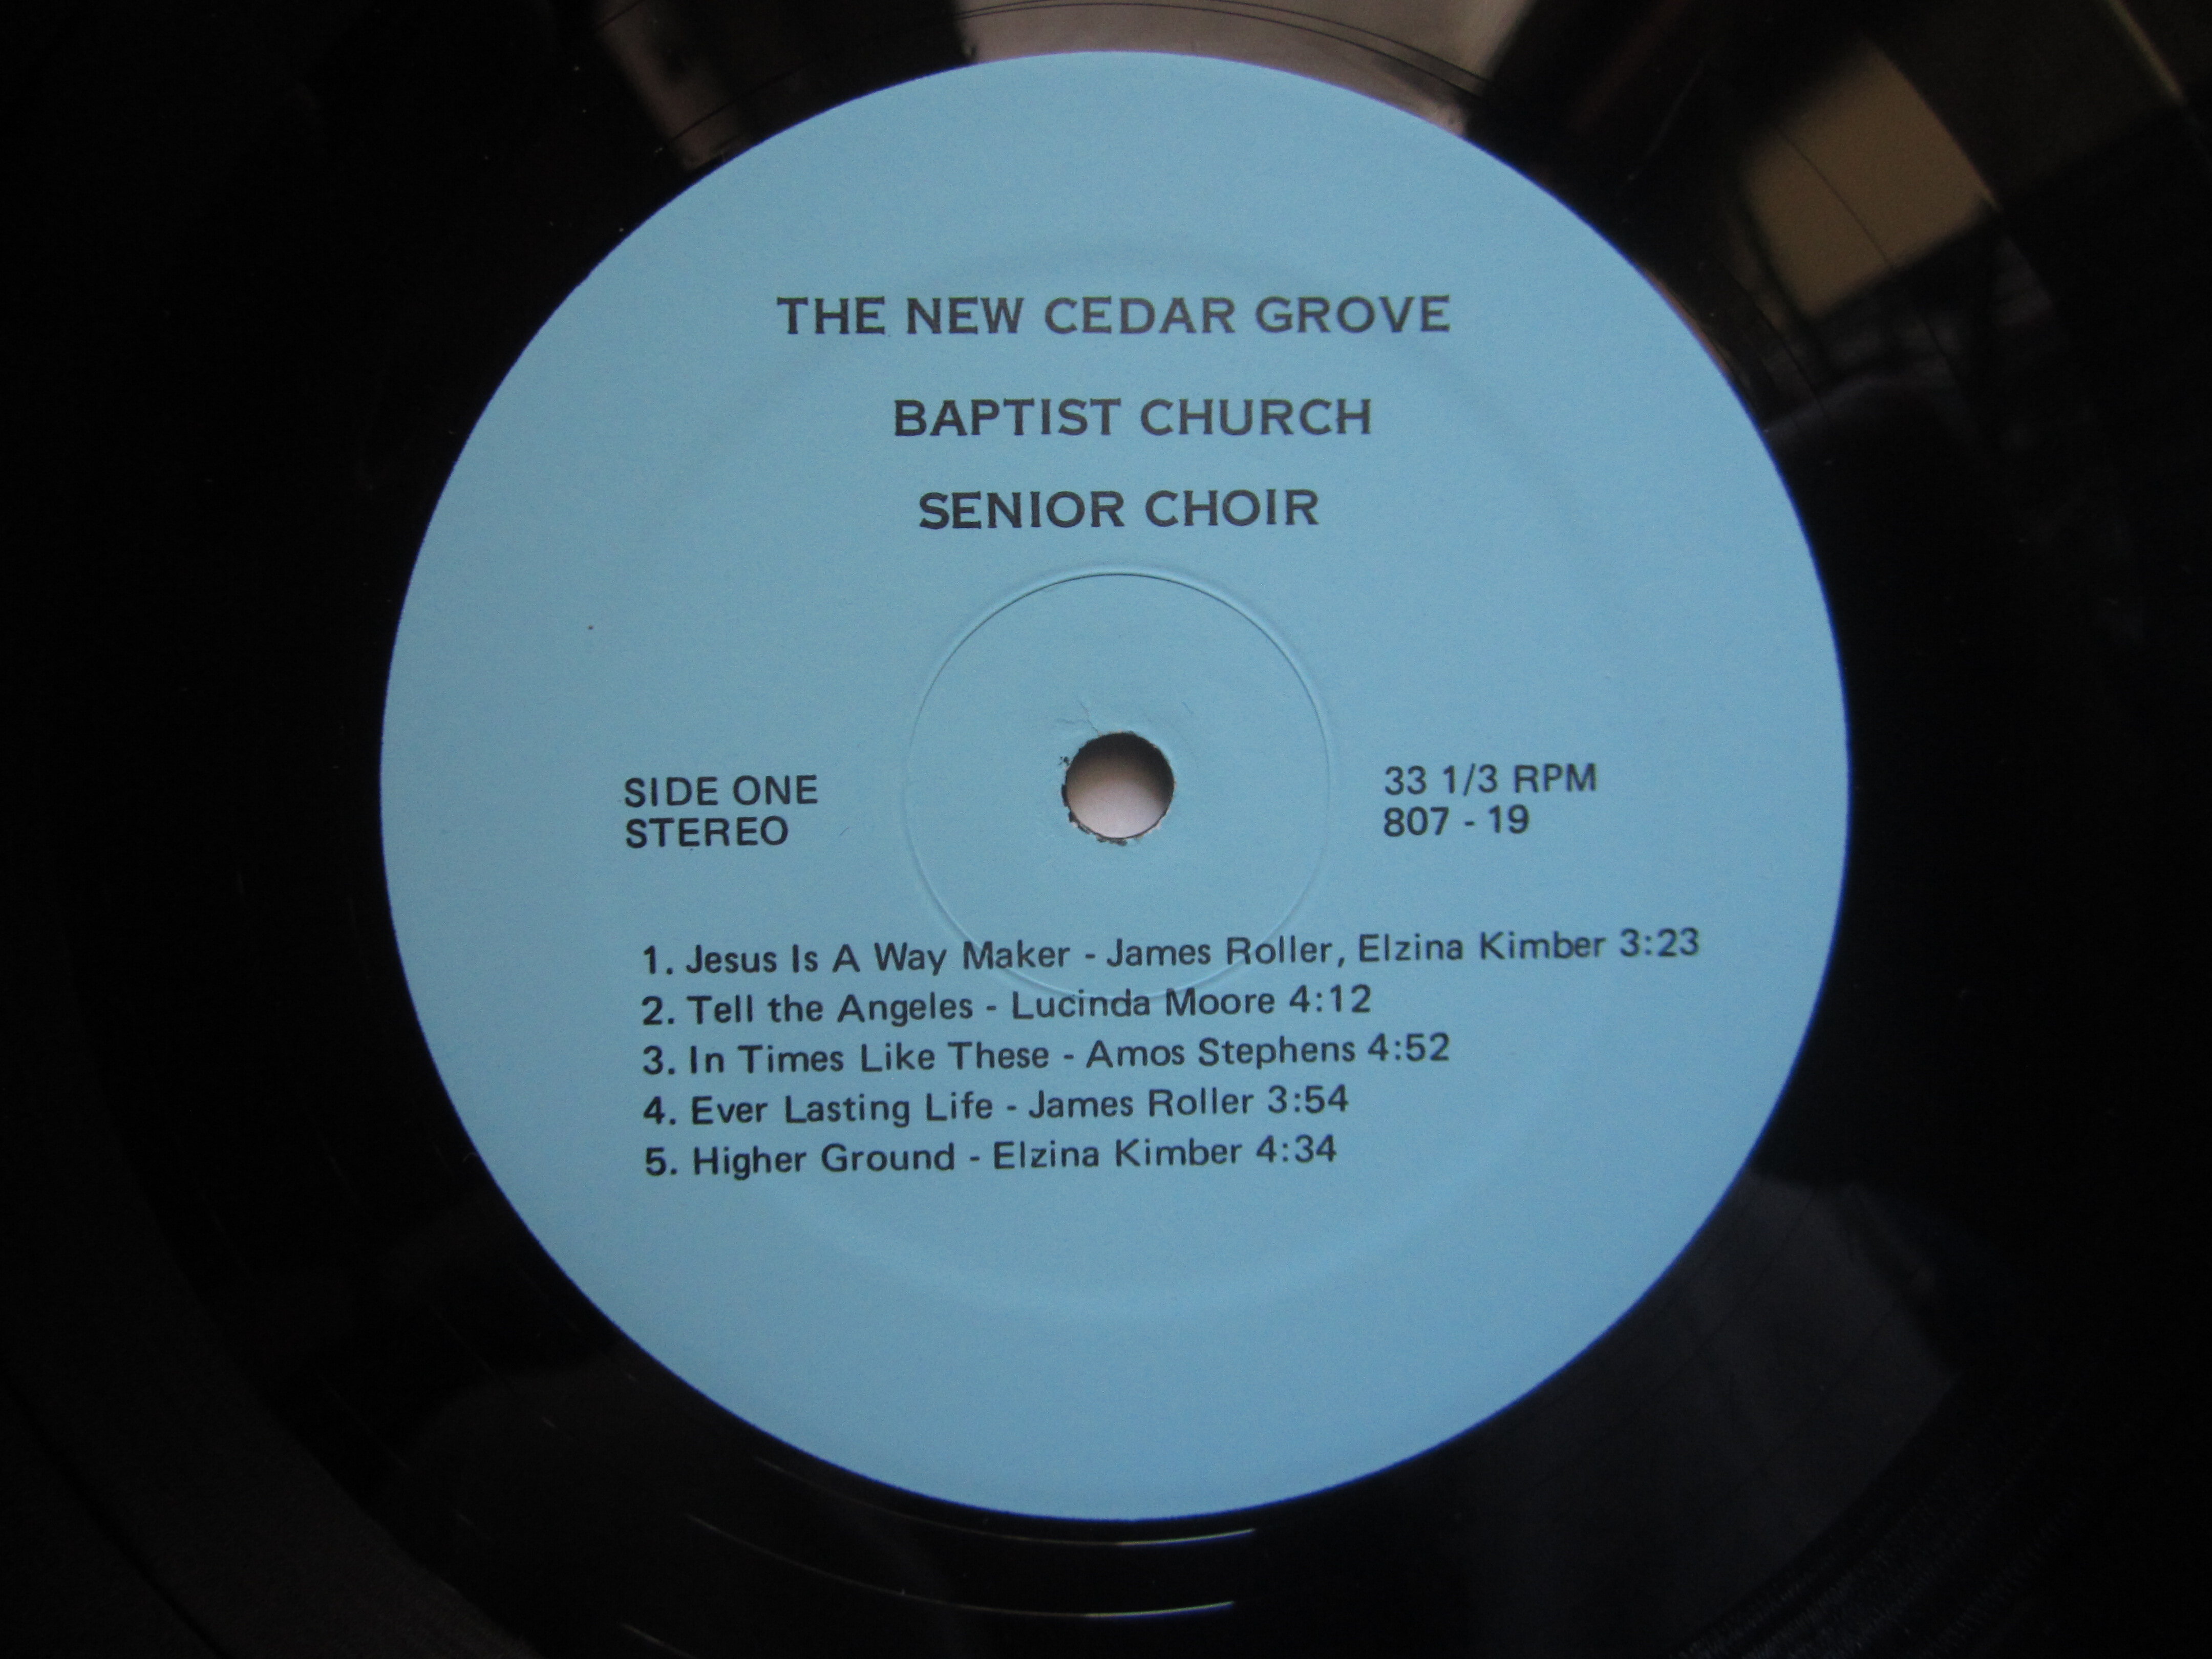 THE NEW CEDAR GROVE
BAPTIST CHURCH
SENIOR CHOIR
SIDE ONE
STEREO
33 1/3 RPM
807 - 19
1. Jesus Is A Way Maker - James Roller, Elzina Kimber 3:23
2. Tell the Angeles - Lucinda Moore 4:12
3. In Times Like These - Amos Stephens 4:52
4. Ever Lasting Life - James Roller 3:54
5. Higher Ground - Elzina Kimber 4:34